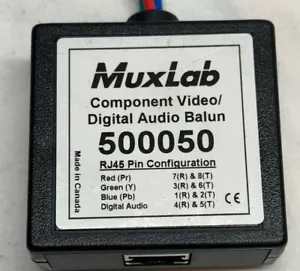 MuxLab
Component Video/
Digital Audio Balun
500050
RJ45 Pin Configuration
Red (Pr) 7(R) & 8(T)
Green (Y) 3(R) & 6(T)
Blue (Pb) 1(R) & 2(T)
Digital Audio 4(R) & 5(T)
Made in Canada
CE